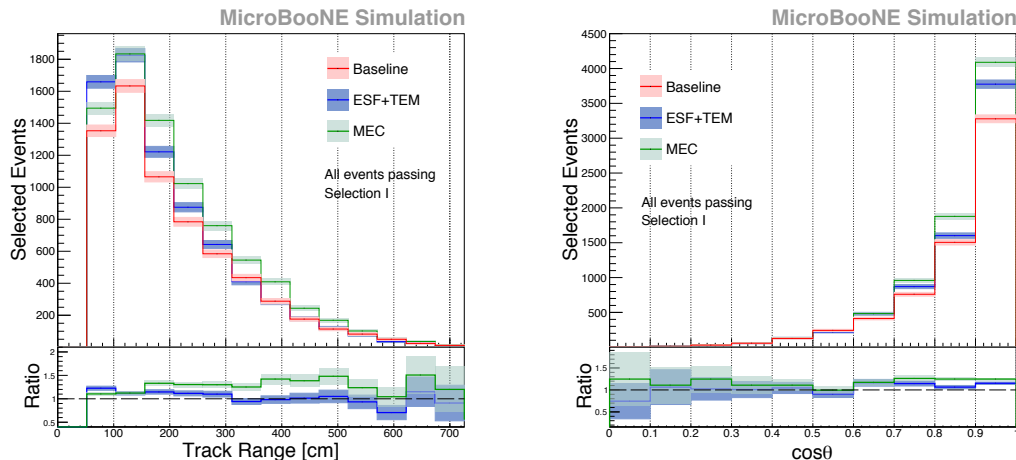 MicroBooNE Simulation
Selected Events
1800
1600
1400
1200
1000
800
600
400
200
Baseline
ESF+TEM
MEC
All events passing
Selection I
Ratio
2
1.5
1
0.5
0 100 200 300 400 500 600 700
Track Range [cm]
MicroBooNE Simulation
Selected Events
4500
4000
3500
3000
2500
2000
1500
1000
500
Baseline
ESF+TEM
MEC
All events passing
Selection I
Ratio
1.5
1
0.5
0 0.1 0.2 0.3 0.4 0.5 0.6 0.7 0.8 0.9 1
cosθ